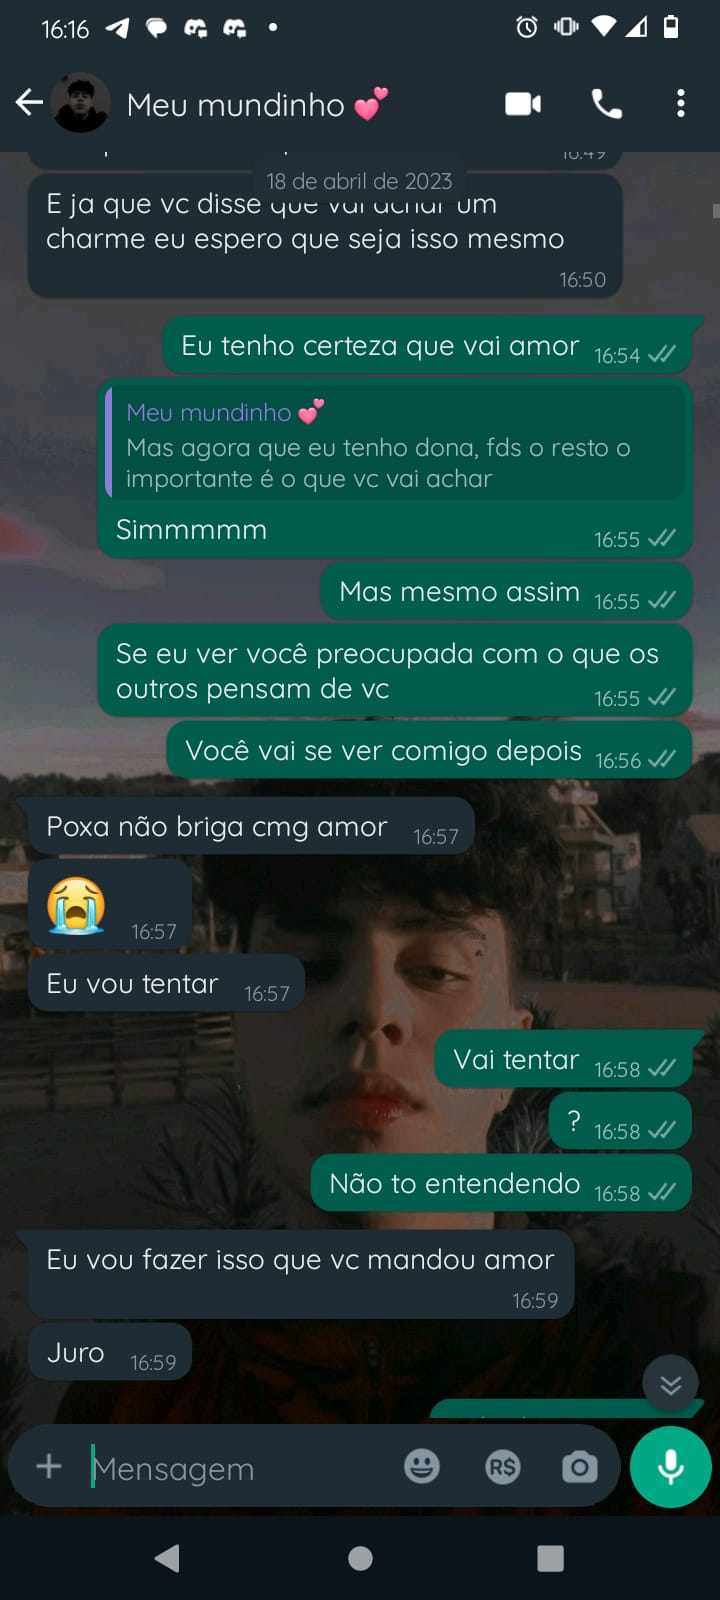 16:16
Meu mundinho 💕
18 de abril de 2023
E ja que vc disse que vai achar um
charme eu espero que seja isso mesmo
16:50
Eu tenho certeza que vai amor 16:54
Meu mundinho 💕
Mas agora que eu tenho dona, fds o resto o
importante é o que vc vai achar
Simmmmm 16:55
Mas mesmo assim 16:55
Se eu ver você preocupada com o que os
outros pensam de vc 16:55
Você vai se ver comigo depois 16:56
Poxa não briga cmg amor 16:57
😭 16:57
Eu vou tentar 16:57
Vai tentar 16:58
? 16:58
Não to entendendo 16:58
Eu vou fazer isso que vc mandou amor
16:59
Juro 16:59
Mensagem R$